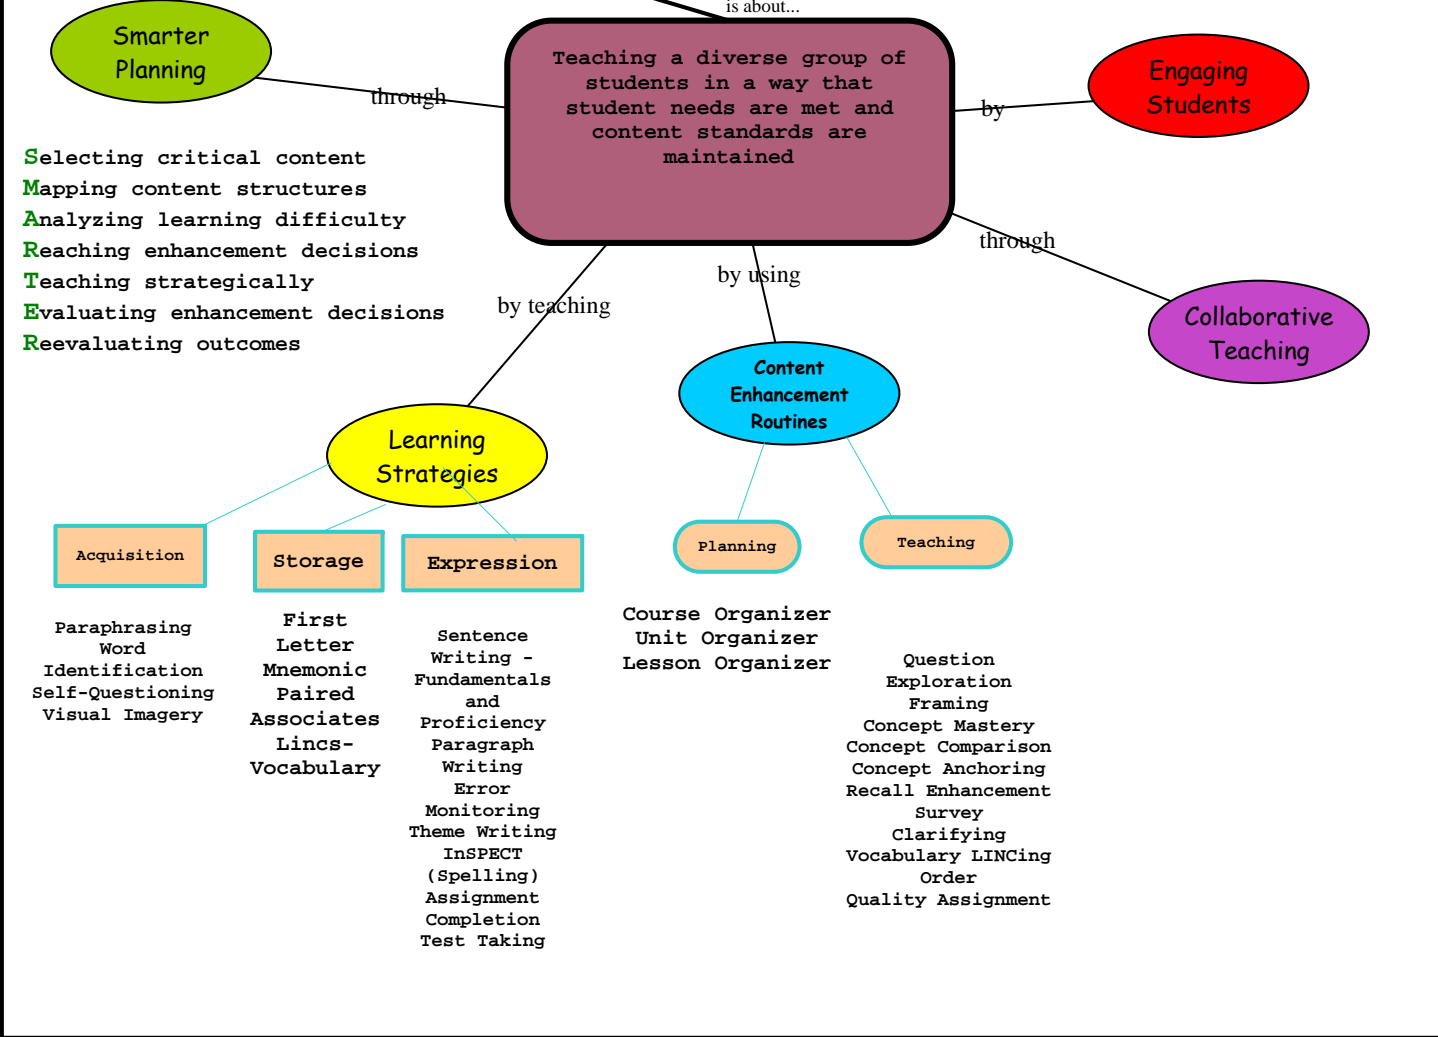 is about...
Smarter
Planning
through
Teaching a diverse group of
students in a way that
student needs are met and
content standards are
maintained
by
Engaging
Students
Selecting critical content
Mapping content structures
Analyzing learning difficulty
Reaching enhancement decisions
Teaching strategically
Evaluating enhancement decisions
Reevaluating outcomes
by teaching
by using
through
Collaborative
Teaching
Learning
Strategies
Content
Enhancement
Routines
Acquisition
Paraphrasing
Word
Identification
Self-Questioning
Visual Imagery
Storage
First
Letter
Mnemonic
Paired
Associates
Lincs-
Vocabulary
Expression
Sentence
Writing -
Fundamentals
and
Proficiency
Paragraph
Writing
Error
Monitoring
Theme Writing
InSPECT
(Spelling)
Assignment
Completion
Test Taking
Planning
Course Organizer
Unit Organizer
Lesson Organizer
Teaching
Question
Exploration
Framing
Concept Mastery
Concept Comparison
Concept Anchoring
Recall Enhancement
Survey
Clarifying
Vocabulary LINCing
Order
Quality Assignment